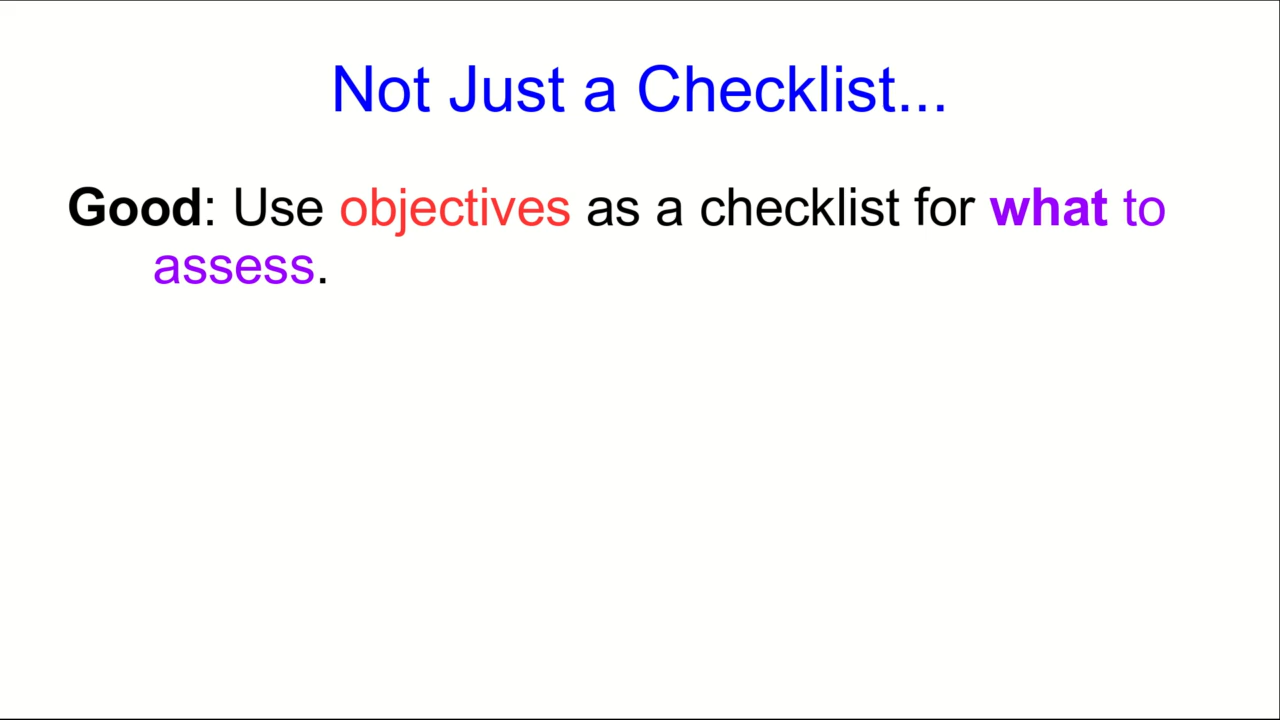 Not Just a Checklist...
Good: Use objectives as a checklist for what to
assess.